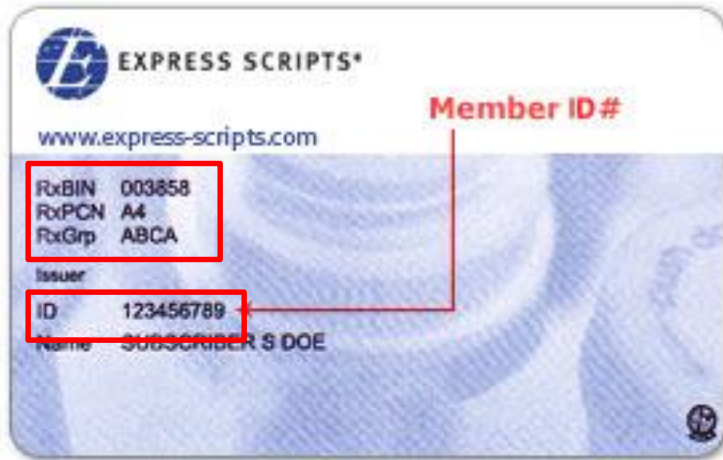 EXPRESS SCRIPTS®
Member ID#
www.express-scripts.com
RxBIN 003858
RxPCN A4
RxGrp ABCA
Issuer
ID 123456789
Name SUBSCRIBER S DOE